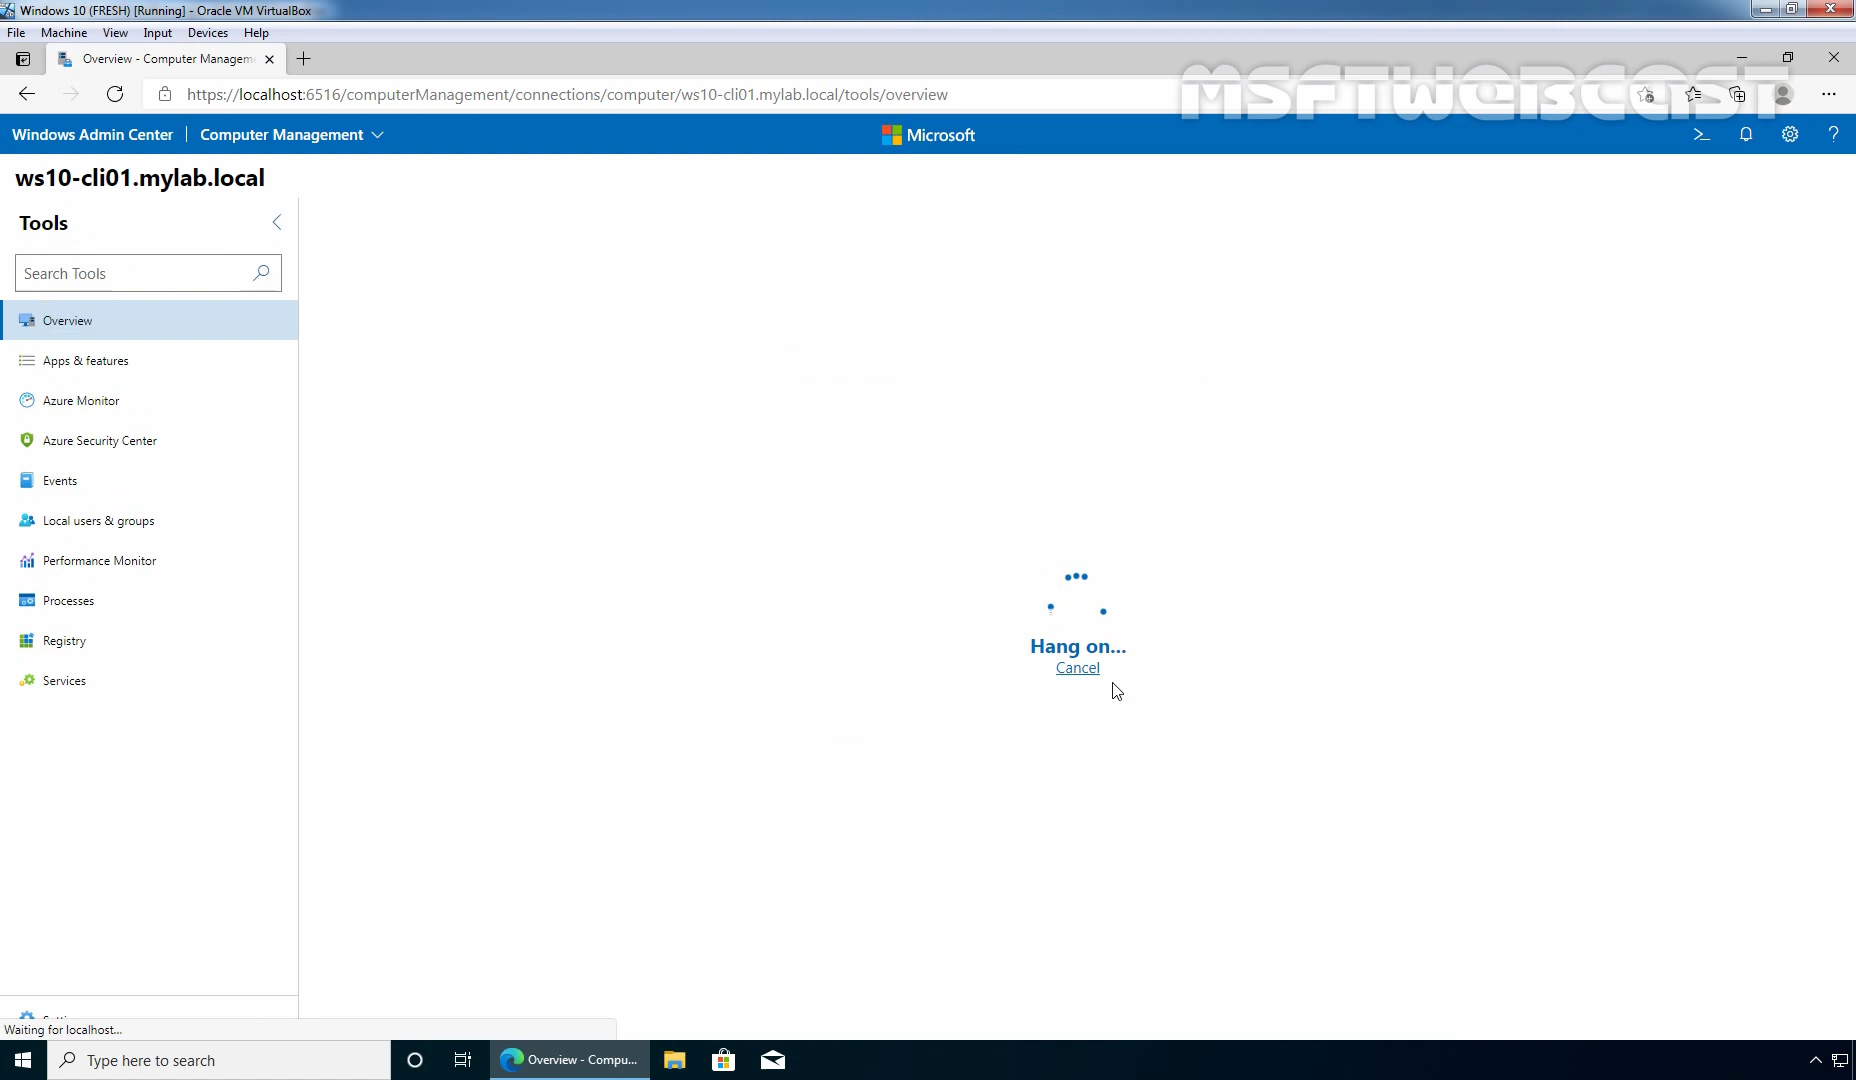 Windows 10 (FRESH) [Running] - Oracle VM VirtualBox
File Machine View Input Devices Help
Overview - Computer Managem
https://localhost:6516/computerManagement/connections/computer/ws10-cli01.mylab.local/tools/overview
MSFTWEBCAST
Windows Admin Center | Computer Management
Microsoft
>_
?
ws10-cli01.mylab.local
Tools
Search Tools
Overview
Apps & features
Azure Monitor
Azure Security Center
Events
Local users & groups
Performance Monitor
Processes
Registry
Services
Hang on...
Cancel
Waiting for localhost...
Type here to search
Overview - Compu...